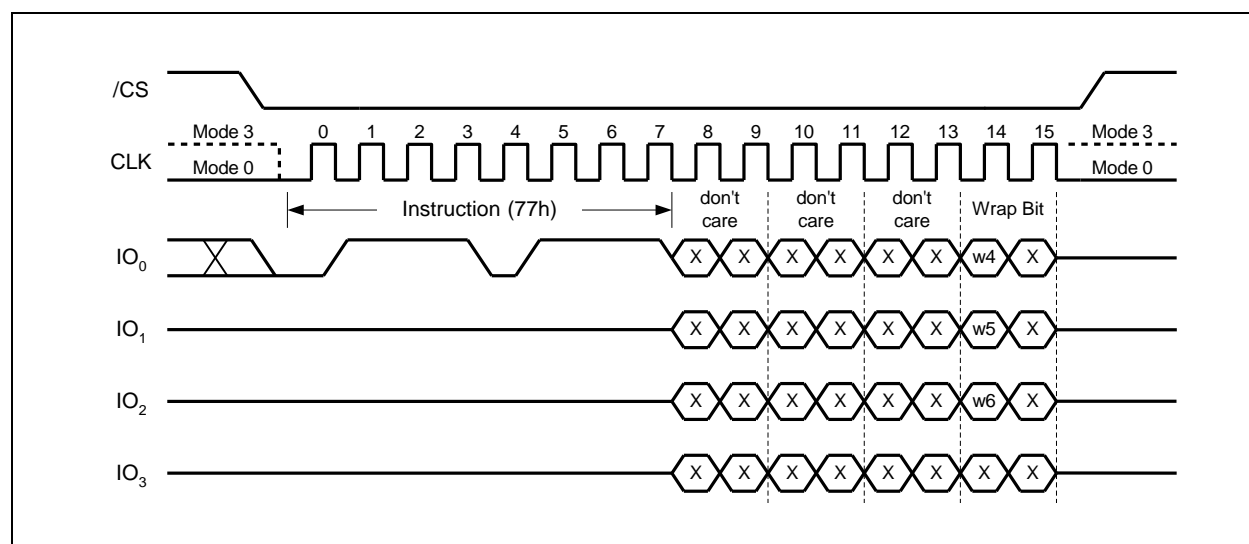 /CS
Mode 3 0 1 2 3 4 5 6 7 8 9 10 11 12 13 14 15 Mode 3
CLK
Mode 0 Mode 0
Instruction (77h) don't care don't care don't care Wrap Bit
IO0 X X X X X X w4 X
IO1 X X X X X X w5 X
IO2 X X X X X X w6 X
IO3 X X X X X X X X